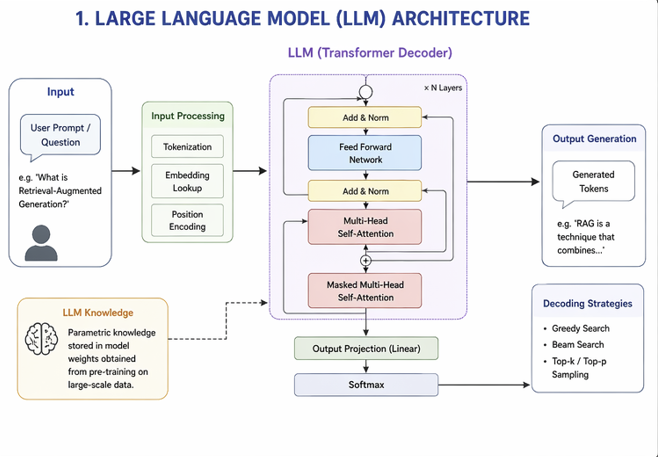 1. LARGE LANGUAGE MODEL (LLM) ARCHITECTURE
LLM (Transformer Decoder)
Input
User Prompt /
Question
e.g. 'What is
Retrieval-Augmented
Generation?'
Input Processing
Tokenization
Embedding
Lookup
Position
Encoding
× N Layers
Add & Norm
Feed Forward
Network
Add & Norm
Multi-Head
Self-Attention
Masked Multi-Head
Self-Attention
Output Projection (Linear)
Softmax
Output Generation
Generated
Tokens
e.g. 'RAG is a
technique that
combines...'
LLM Knowledge
Parametric knowledge
stored in model
weights obtained
from pre-training on
large-scale data.
Decoding Strategies
• Greedy Search
• Beam Search
• Top-k / Top-p
Sampling